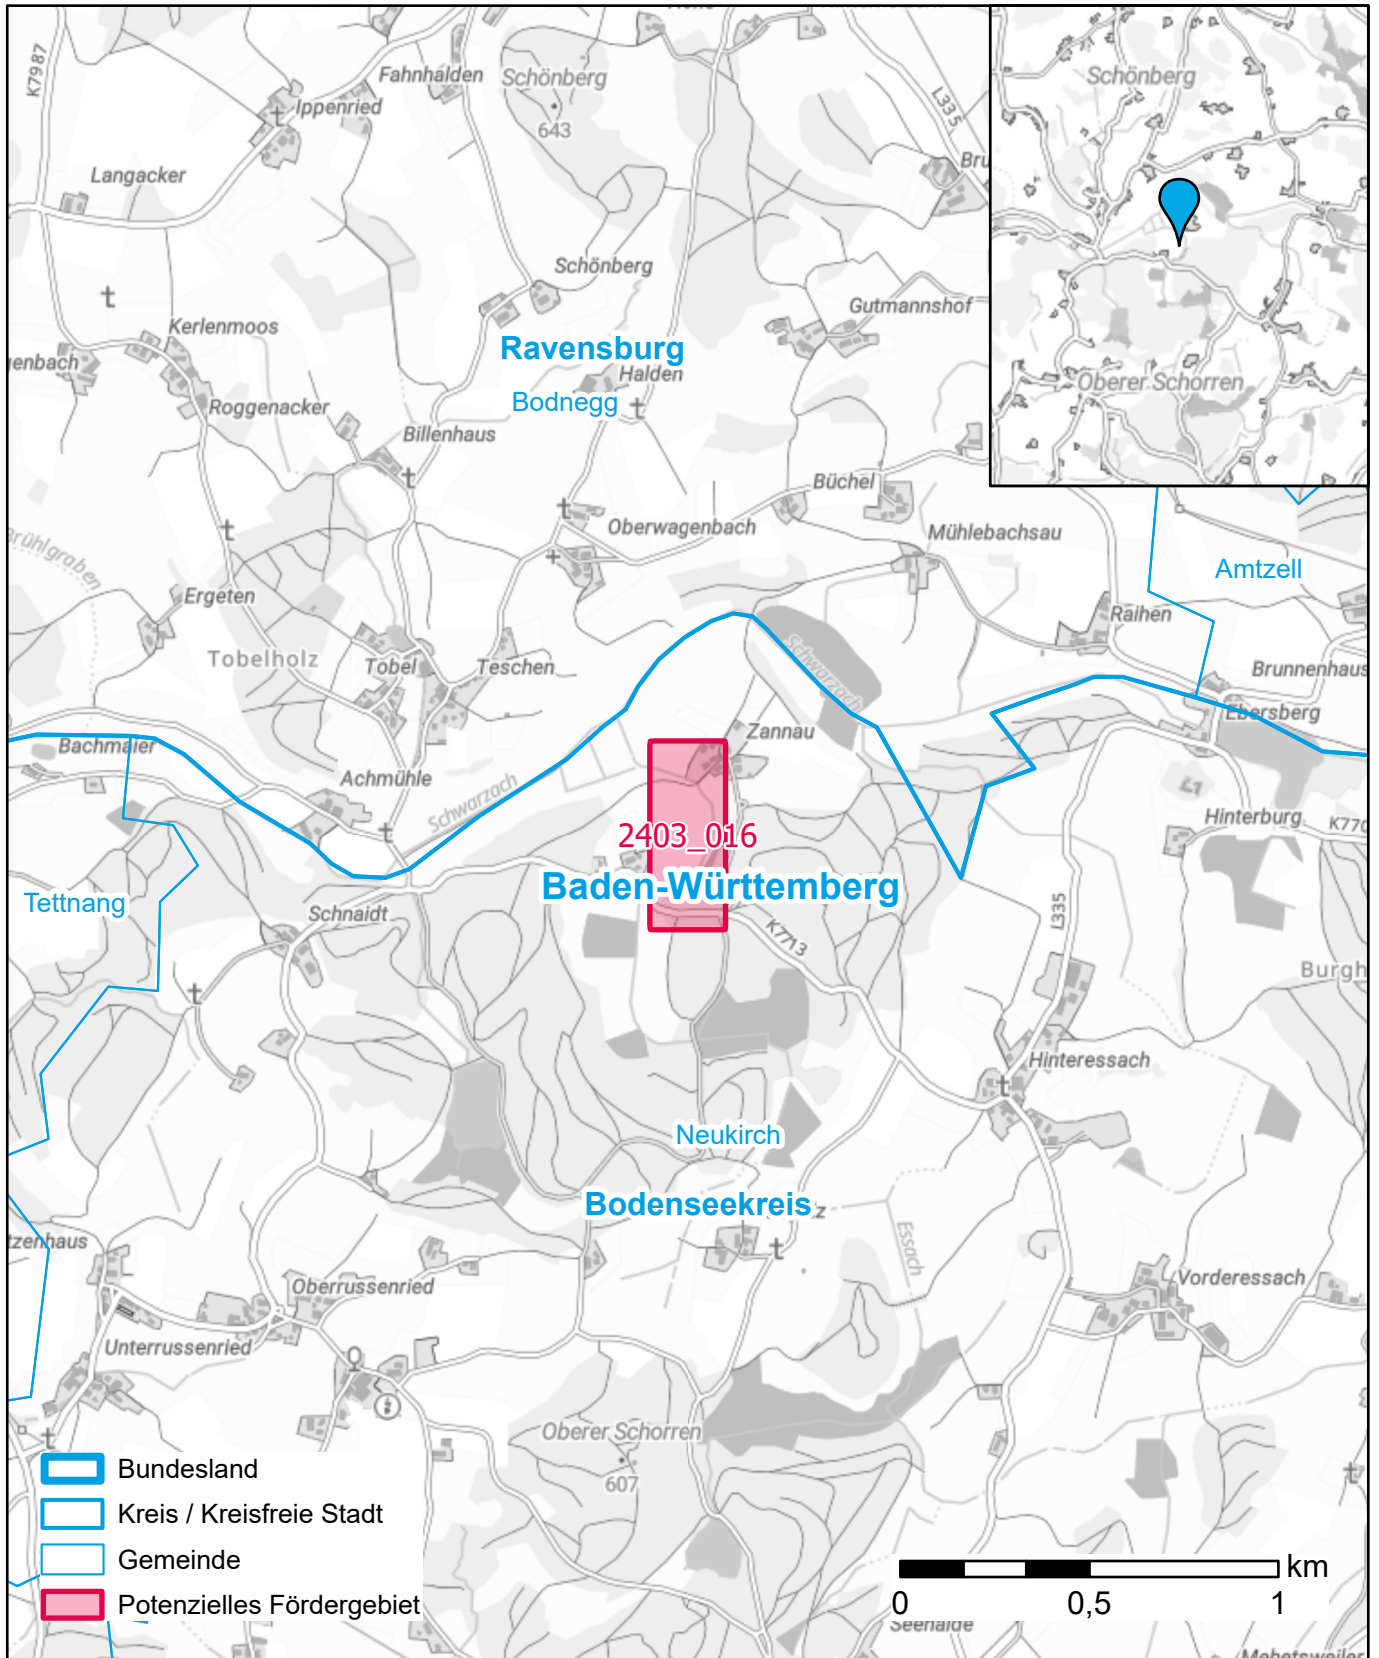 K7987
Fahnhalden
Schönberg
643
Ippenried
L335
Langacker
Schönberg
Schönberg
Gutmannshof
Kerlenmoos
Ravensburg
Halden
Bodnegg
Roggenacker
Billenhaus
Oberer Schorren
Büchel
Oberwagenbach
Mühlebachsau
Amtzell
Ergeten
Raihen
Tobelholz
Tobel
Teschen
Schwarzach
Brunnenhaus
Ebersberg
Zannau
Bachmaier
Achmühle
Schwarzach
2403_016
Hinterburg
K770
Baden-Württemberg
Tettnang
Schnaidt
K7713
L335
Burgh
Hinteressach
Neukirch
Bodenseekreis
z
Essach
tzenhaus
Oberrussenried
Vorderessach
Unterrussenried
Oberer Schorren
607
Bundesland
Kreis / Kreisfreie Stadt
Gemeinde
Potenzielles Fördergebiet
km
0 0,5 1